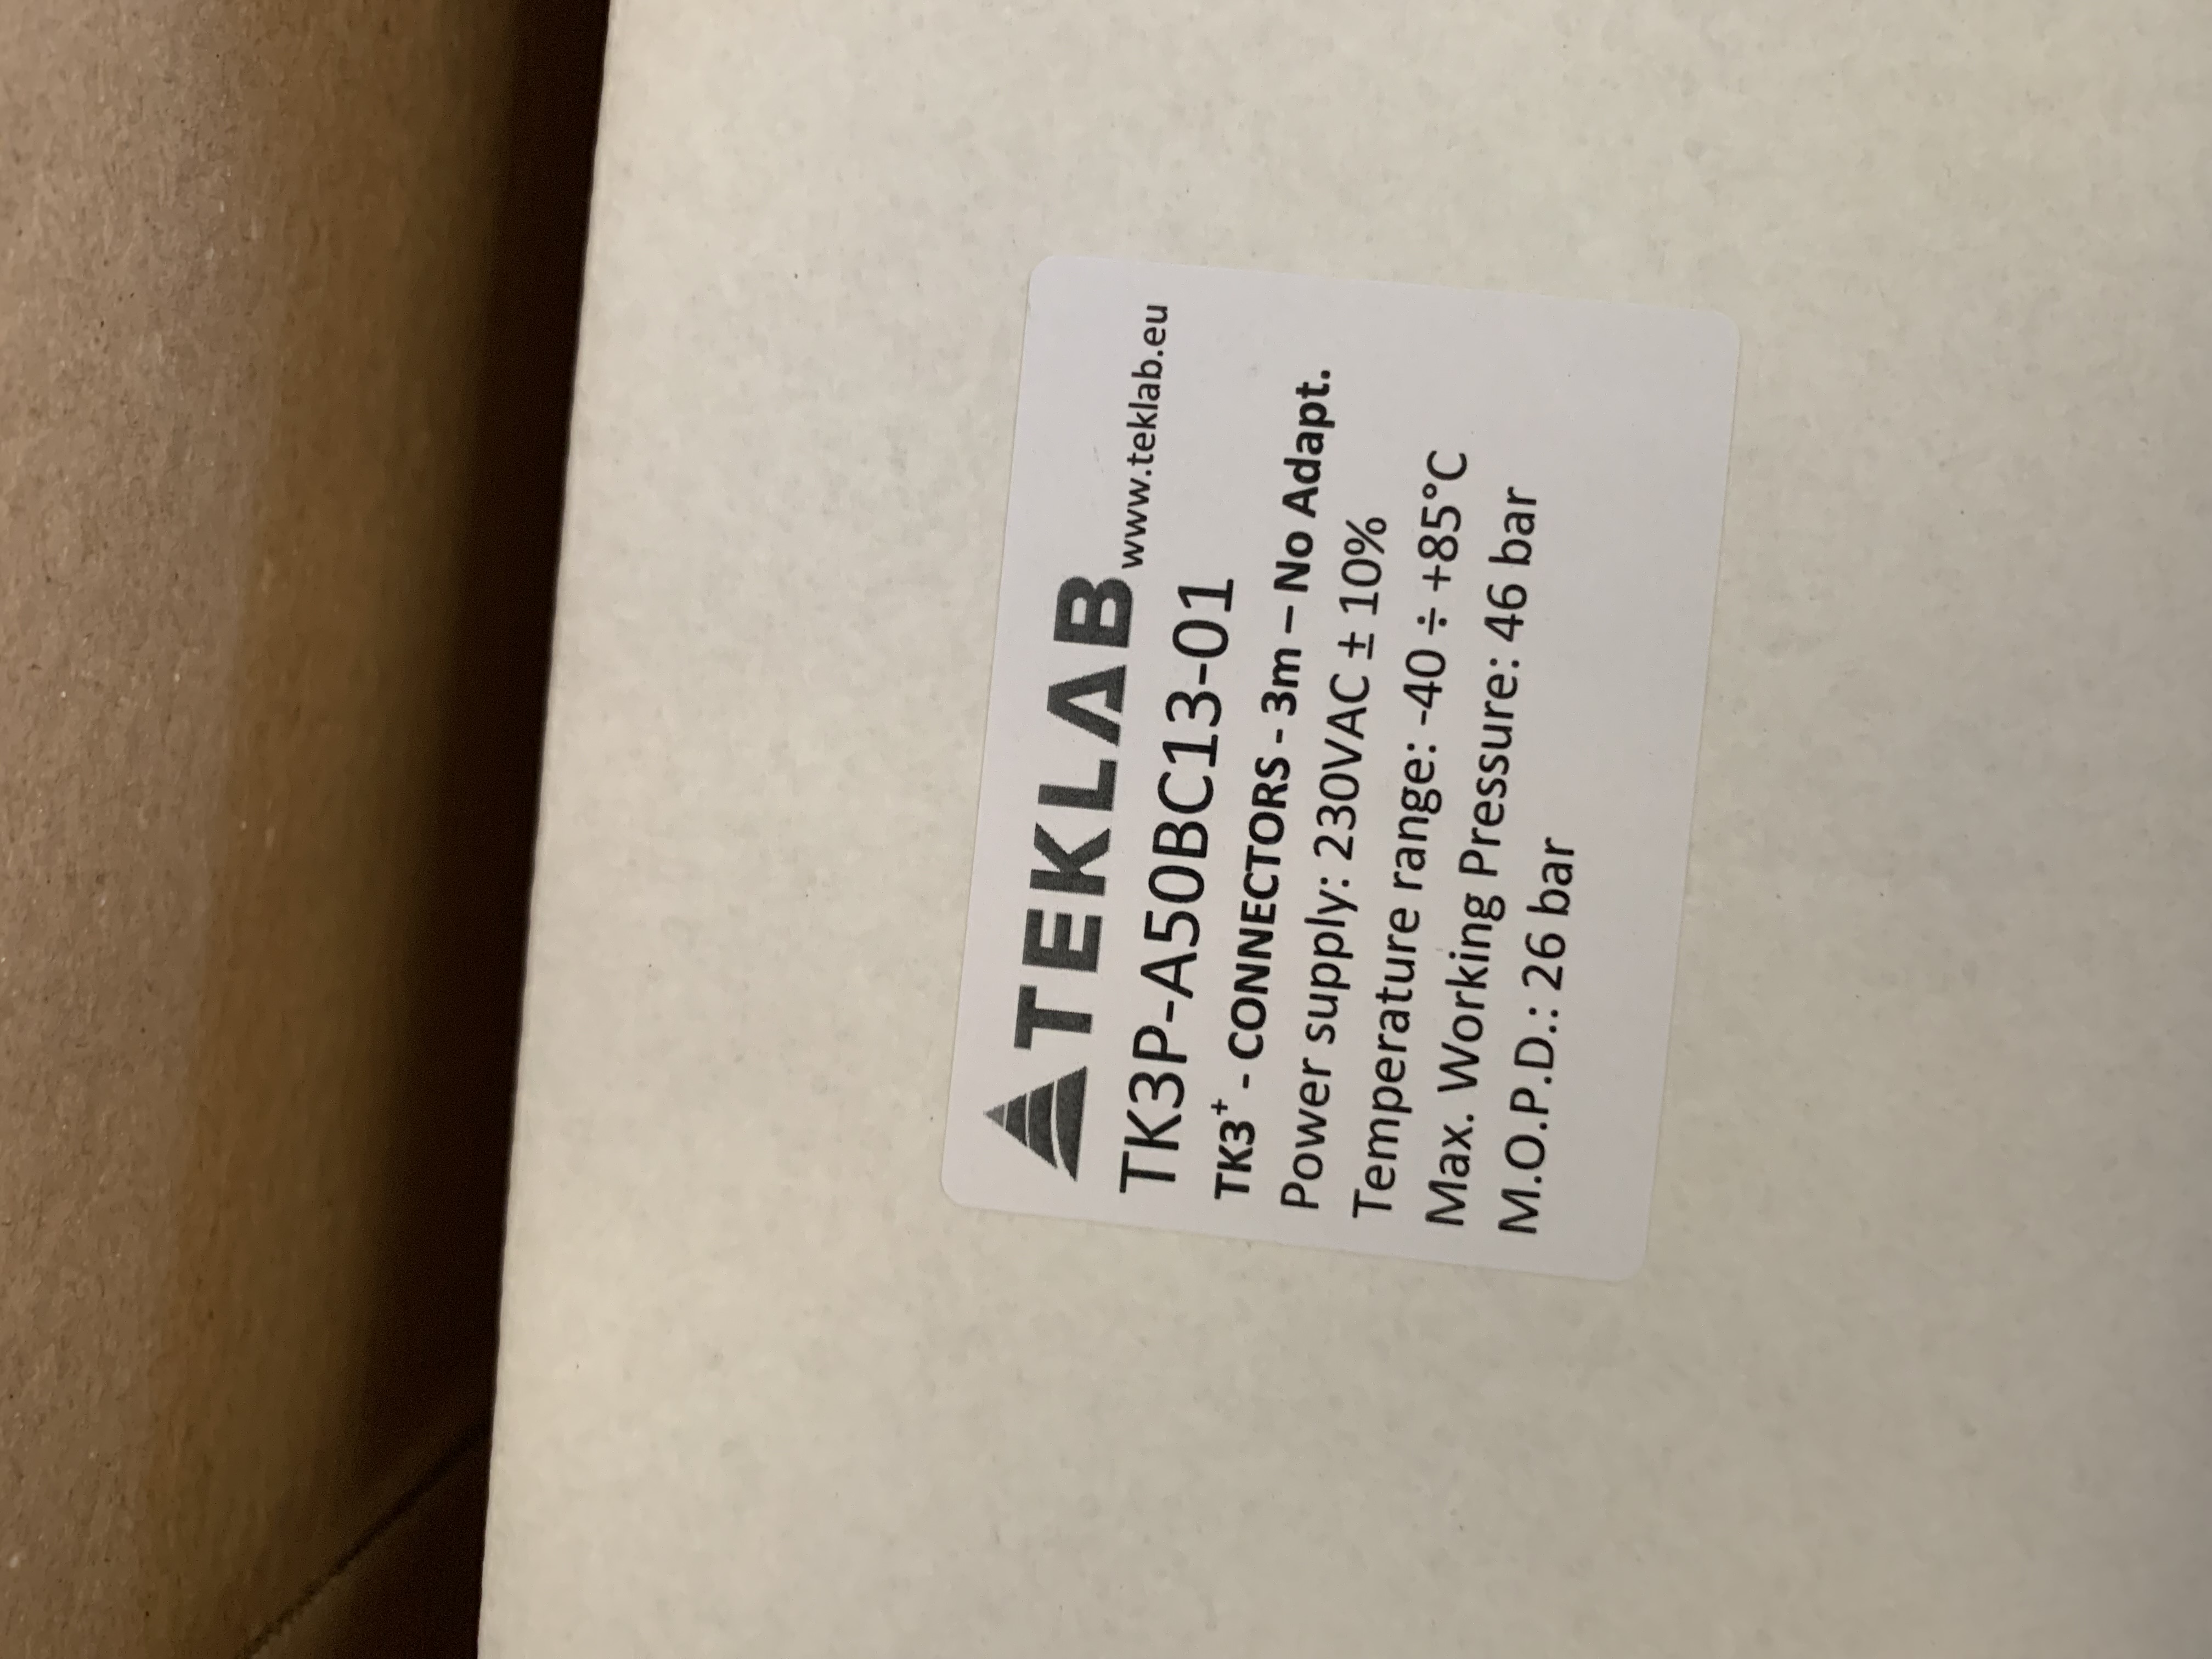 TEKLAB www.teklab.eu
TK3P-A50BC13-01
TK3⁺ - CONNECTORS - 3m – No Adapt.
Power supply: 230VAC ± 10%
Temperature range: -40 ÷ +85°C
Max. Working Pressure: 46 bar
M.O.P.D.: 26 bar